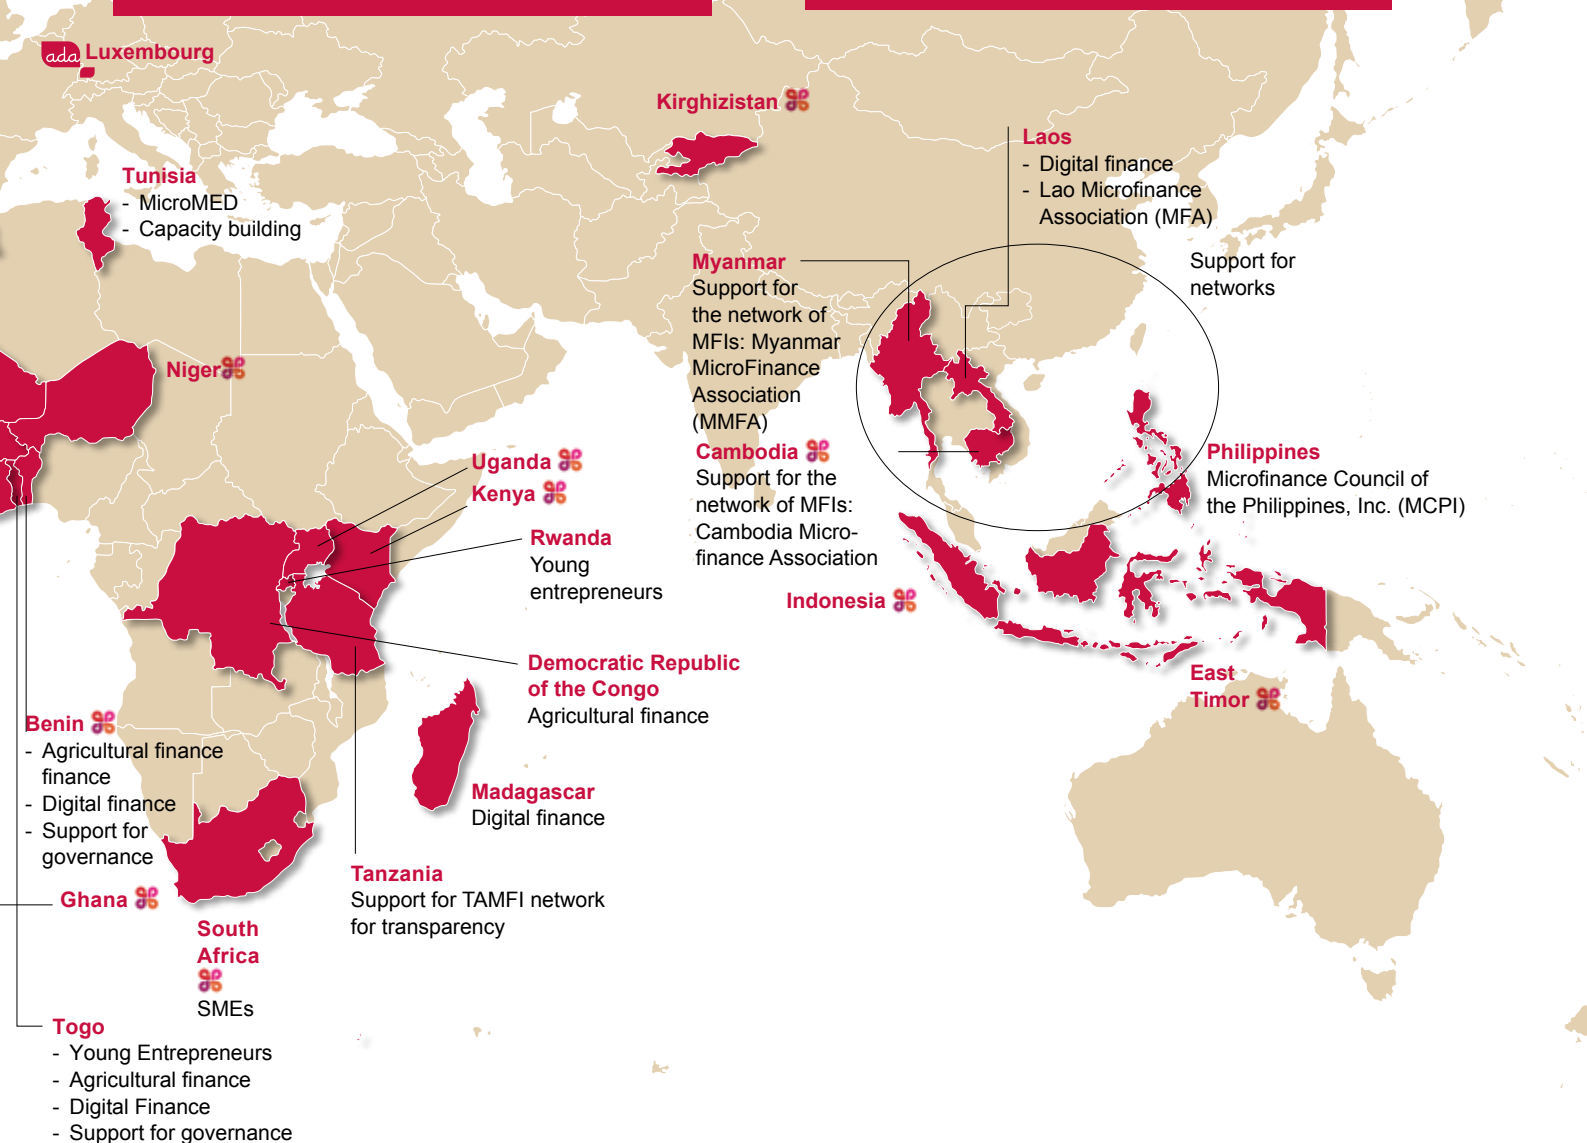 ada Luxembourg
Kirghizistan
Laos
- Digital finance
- Lao Microfinance
Association (MFA)
Tunisia
- MicroMED
- Capacity building
Support for
networks
Myanmar
Support for
the network of
MFIs: Myanmar
MicroFinance
Association
(MMFA)
Niger
Cambodia
Support for the
network of MFIs:
Cambodia Micro-
finance Association
Philippines
Microfinance Council of
the Philippines, Inc. (MCPI)
Uganda
Kenya
Rwanda
Young
entrepreneurs
Indonesia
Democratic Republic
of the Congo
Agricultural finance
East
Timor
Benin
- Agricultural finance
finance
- Digital finance
- Support for
governance
Madagascar
Digital finance
Tanzania
Support for TAMFI network
for transparency
Ghana
South
Africa
SMEs
Togo
- Young Entrepreneurs
- Agricultural finance
- Digital Finance
- Support for governance